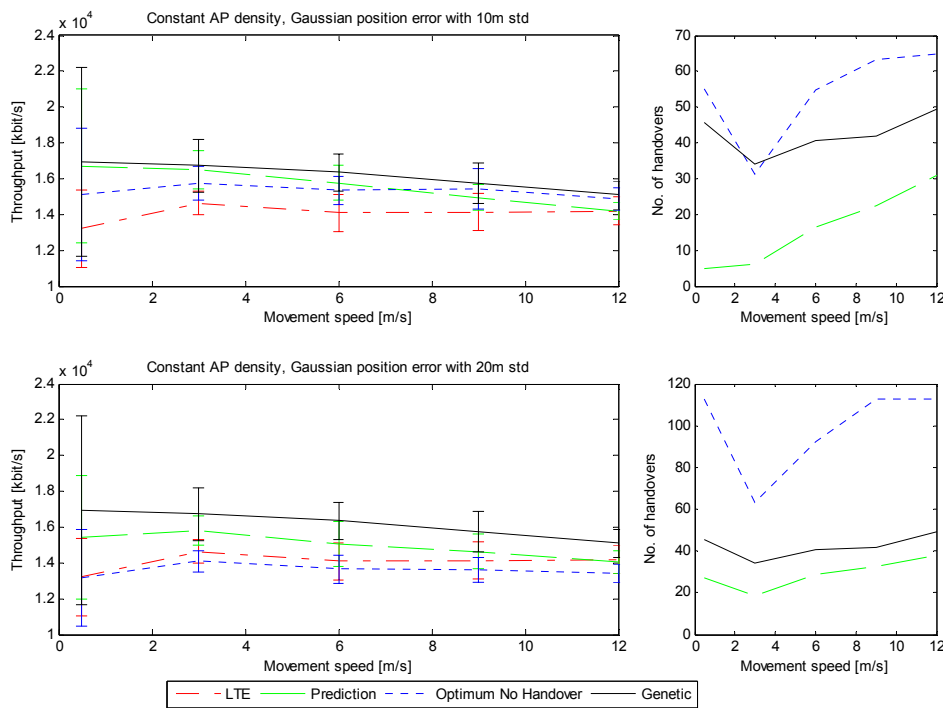 x 10^4
Constant AP density, Gaussian position error with 10m std
Throughput [kbit/s]
2.4
2.2
2
1.8
1.6
1.4
1.2
1
0 2 4 6 8 10 12
Movement speed [m/s]
No. of handovers
70
60
50
40
30
20
10
0
0 2 4 6 8 10 12
Movement speed [m/s]
x 10^4
Constant AP density, Gaussian position error with 20m std
Throughput [kbit/s]
2.4
2.2
2
1.8
1.6
1.4
1.2
1
0 2 4 6 8 10 12
Movement speed [m/s]
No. of handovers
120
100
80
60
40
20
0
0 2 4 6 8 10 12
Movement speed [m/s]
LTE Prediction Optimum No Handover Genetic